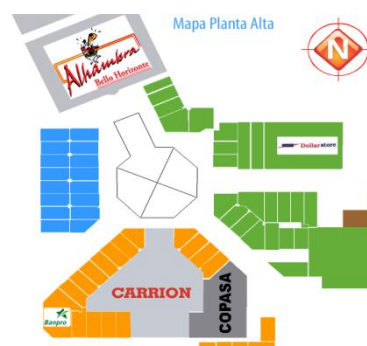 Mapa Planta Alta
N
Alhambra
Bello Horizonte
Dollarstore
CARRION
COPASA
Banpro